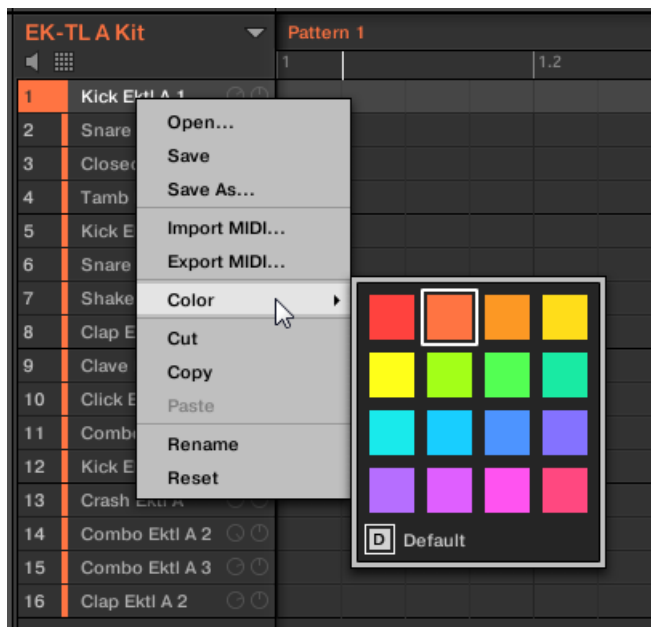 EK-TL A Kit
Pattern 1
1 1.2
1 Kick Ektl A 1
2 Snare
3 Closed
4 Tamb
5 Kick E
6 Snare
7 Shake
8 Clap E
9 Clave
10 Click E
11 Combo
12 Kick E
13 Crash Ektl A
14 Combo Ektl A 2
15 Combo Ektl A 3
16 Clap Ektl A 2
Open...
Save
Save As...
Import MIDI...
Export MIDI...
Color
Cut
Copy
Paste
Rename
Reset
D Default